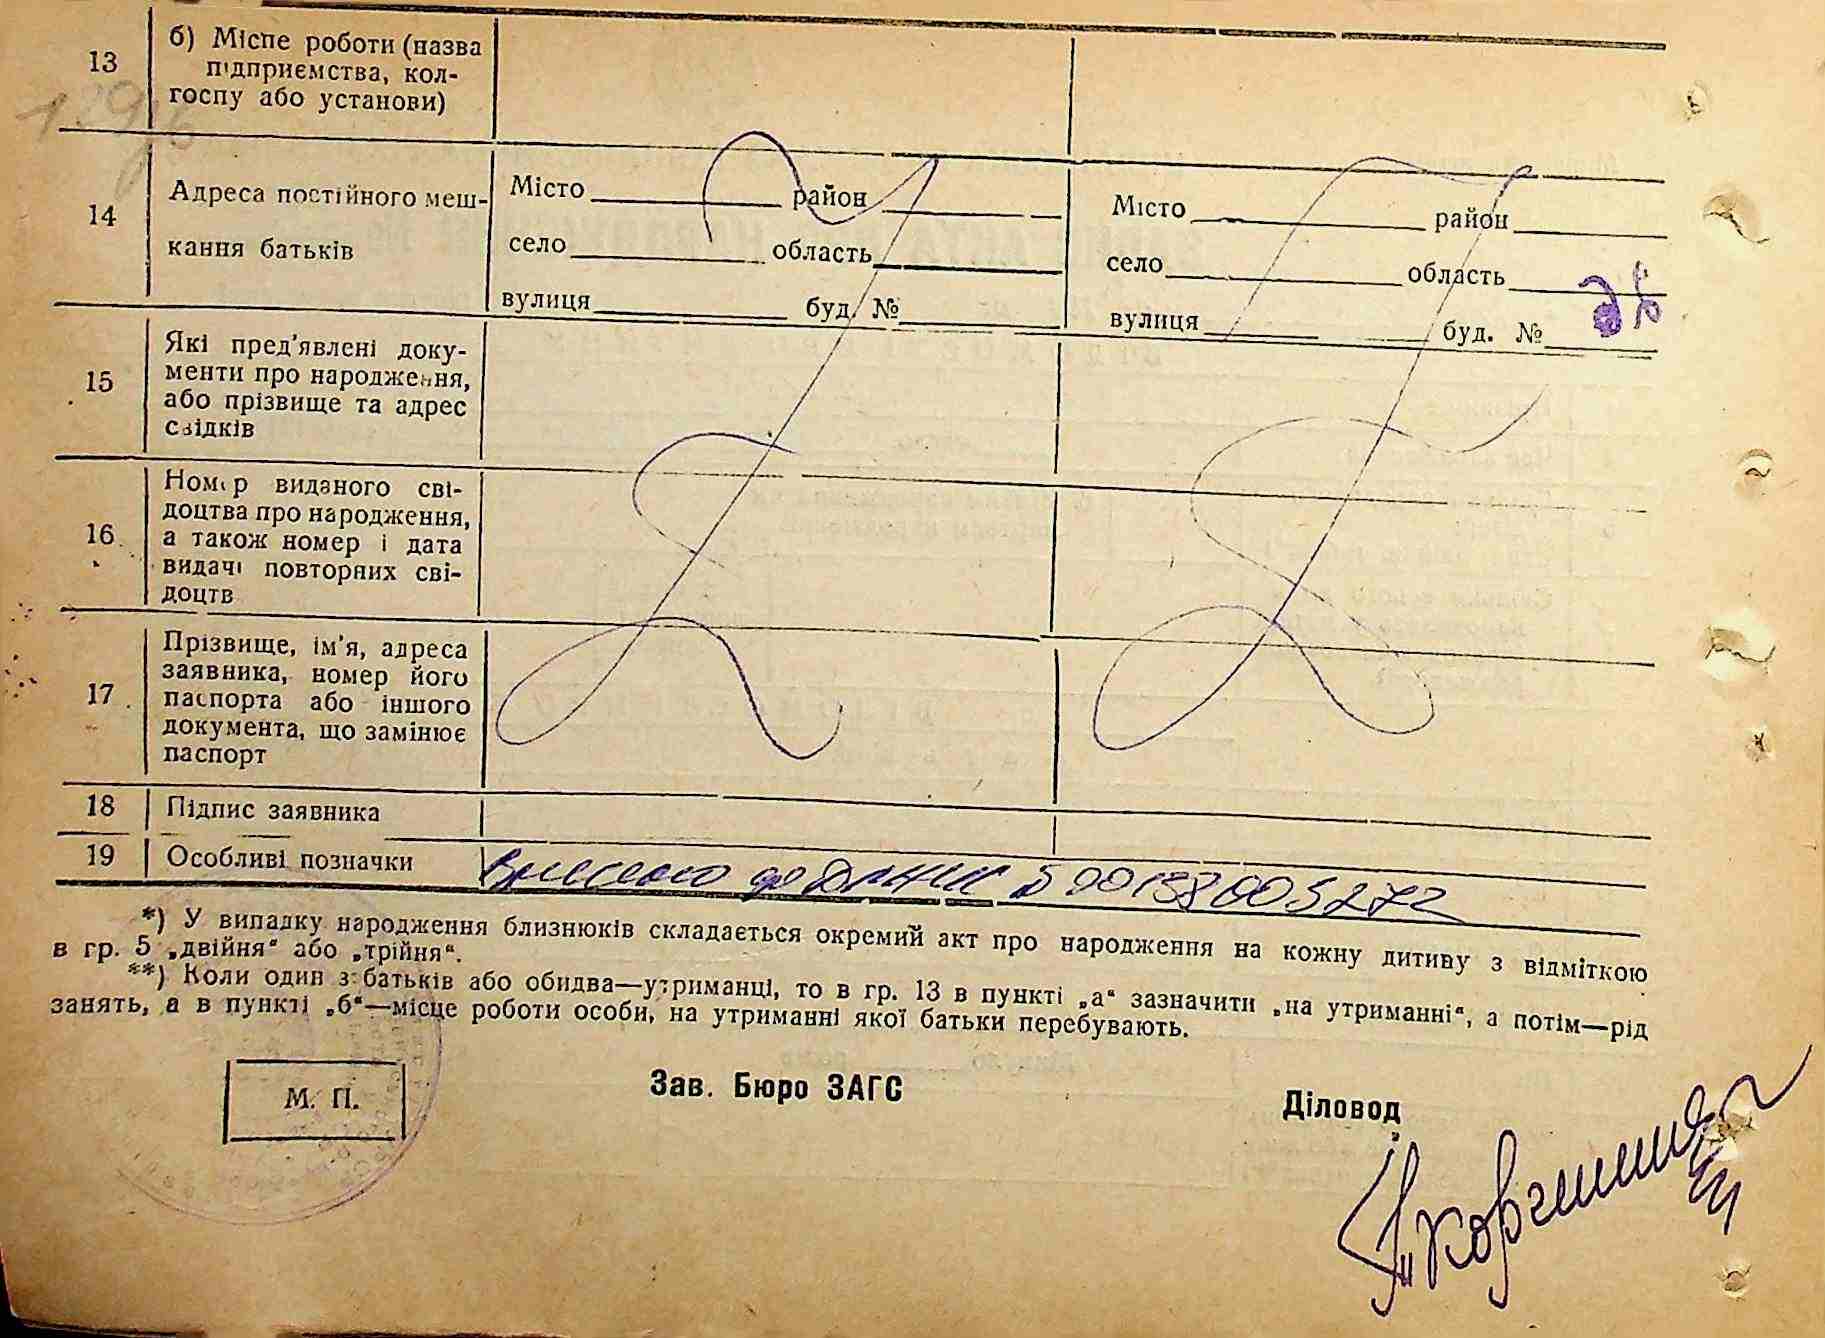 13
б) Місце роботи (назва
підприємства, кол-
госпу або установи)
14
Адреса постійного меш-
кання батьків
Місто район
село область
вулиця буд. №
Місто район
село область
вулиця буд. №
15
Які пред'явлені доку-
менти про народження,
або прізвище та адрес
свідків
16
Номер виданого сві-
доцтва про народження,
а також номер і дата
видачі повторних сві-
доцтв
17
Прізвище, ім'я, адреса
заявника, номер його
паспорта або іншого
документа, що замінює
паспорт
18 Підпис заявника
19 Особливі позначки Внесено до 00138005272
*) У випадку народження близнюків складається окремий акт про народження на кожну дитину з відміткою
в гр. 5 „двійня“ або „трійня“.
**) Коли один з батьків або обидва—утриманці, то в гр. 13 в пункті „а“ зазначити „на утриманні“, а потім—рід
занять, а в пункті „б“—місце роботи особи, на утриманні якої батьки перебувають.
М. П.
Зав. Бюро ЗАГС
Діловод